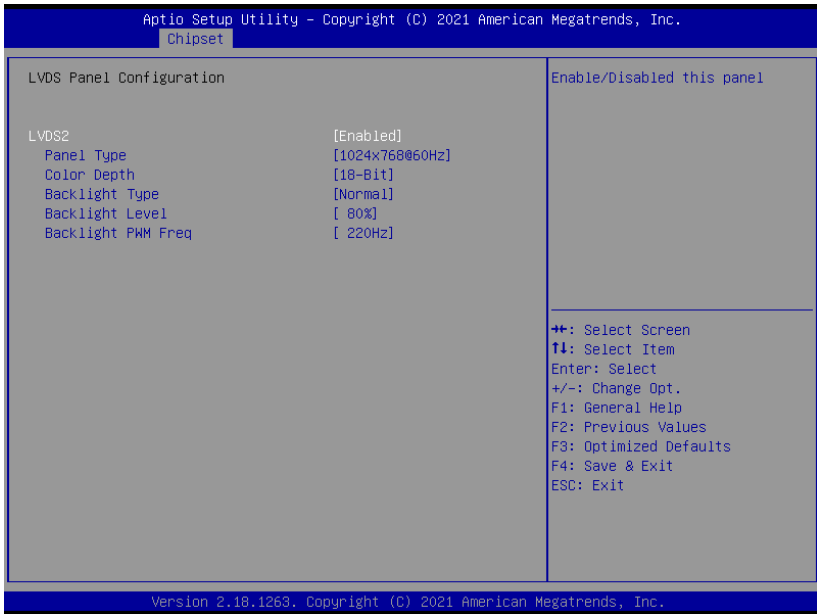 Aptio Setup Utility – Copyright (C) 2021 American Megatrends, Inc.
Chipset
LVDS Panel Configuration
LVDS2 [Enabled]
Panel Type [1024x768@60Hz]
Color Depth [18-Bit]
Backlight Type [Normal]
Backlight Level [ 80%]
Backlight PWM Freq [ 220Hz]
Enable/Disabled this panel
→←: Select Screen
↑↓: Select Item
Enter: Select
+/-: Change Opt.
F1: General Help
F2: Previous Values
F3: Optimized Defaults
F4: Save & Exit
ESC: Exit
Version 2.18.1263. Copyright (C) 2021 American Megatrends, Inc.